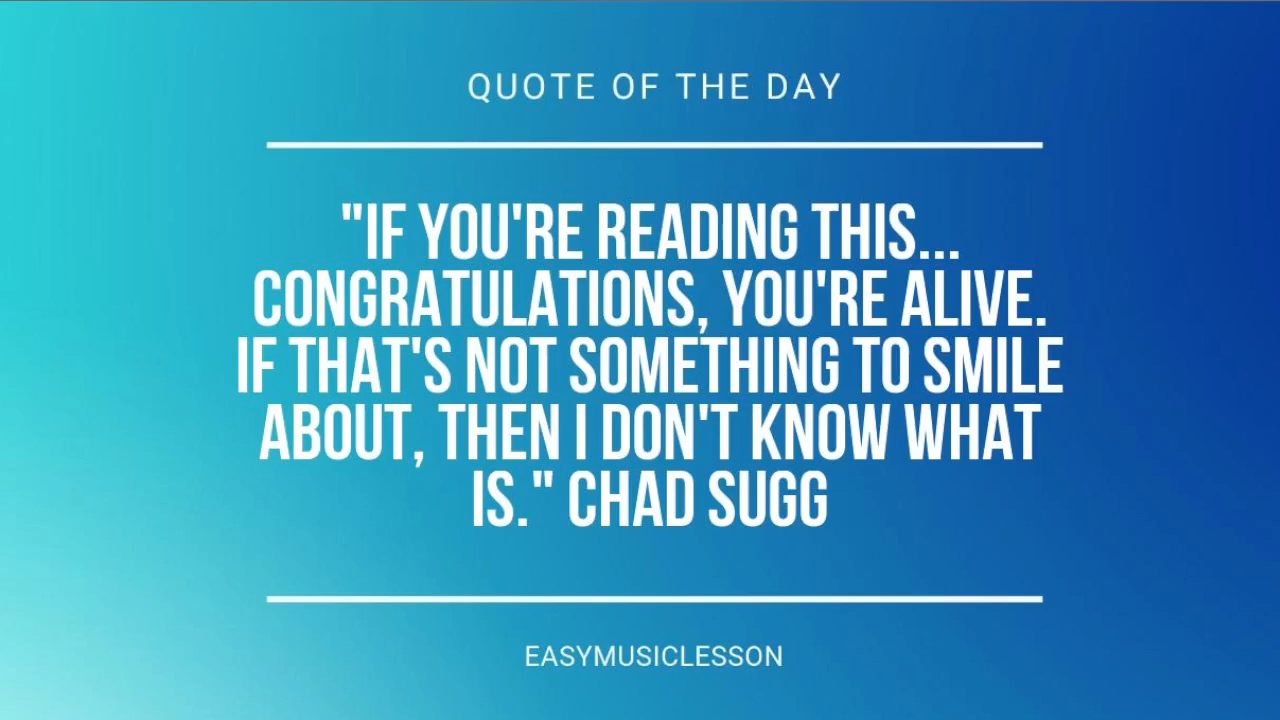 QUOTE OF THE DAY
"IF YOU'RE READING THIS...
CONGRATULATIONS, YOU'RE ALIVE.
IF THAT'S NOT SOMETHING TO SMILE
ABOUT, THEN I DON'T KNOW WHAT
IS." CHAD SUGG
EASYMUSICLESSON